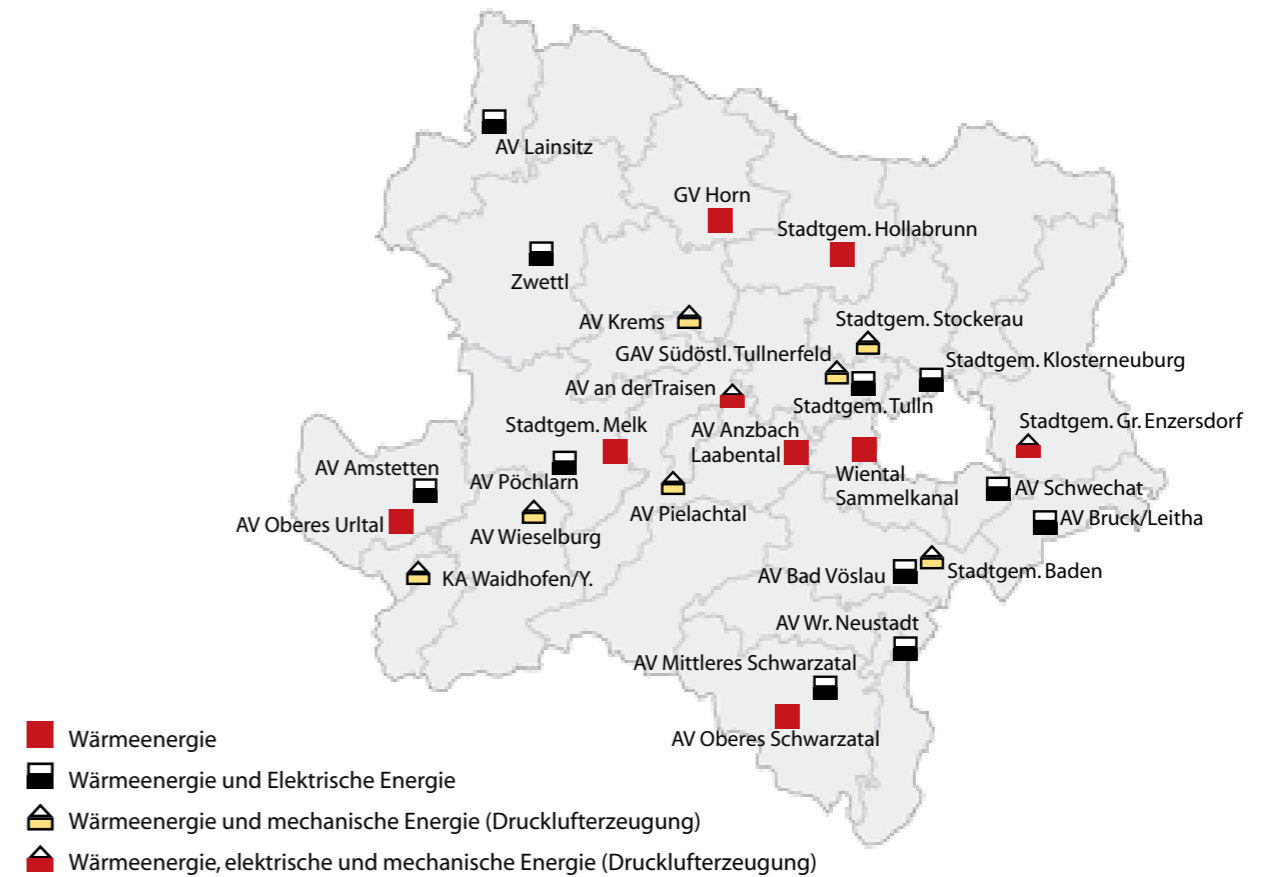 AV Lainsitz
GV Horn
Stadtgem. Hollabrunn
Zwettl
AV Krems
Stadtgem. Stockerau
GAV Südöstl. Tullnerfeld
Stadtgem. Klosterneuburg
AV an derTraisen
Stadtgem. Tulln
Stadtgem. Melk
AV Anzbach
Laabental
Stadtgem. Gr. Enzersdorf
AV Amstetten
AV Pöchlarn
Wiental
Sammelkanal
AV Schwechat
AV Oberes Urltal
AV Wieselburg
AV Pielachtal
AV Bruck/Leitha
KA Waidhofen/Y.
AV Bad Vöslau
Stadtgem. Baden
AV Wr. Neustadt
AV Mittleres Schwarzatal
AV Oberes Schwarzatal
Wärmeenergie
Wärmeenergie und Elektrische Energie
Wärmeenergie und mechanische Energie (Drucklufterzeugung)
Wärmeenergie, elektrische und mechanische Energie (Drucklufterzeugung)